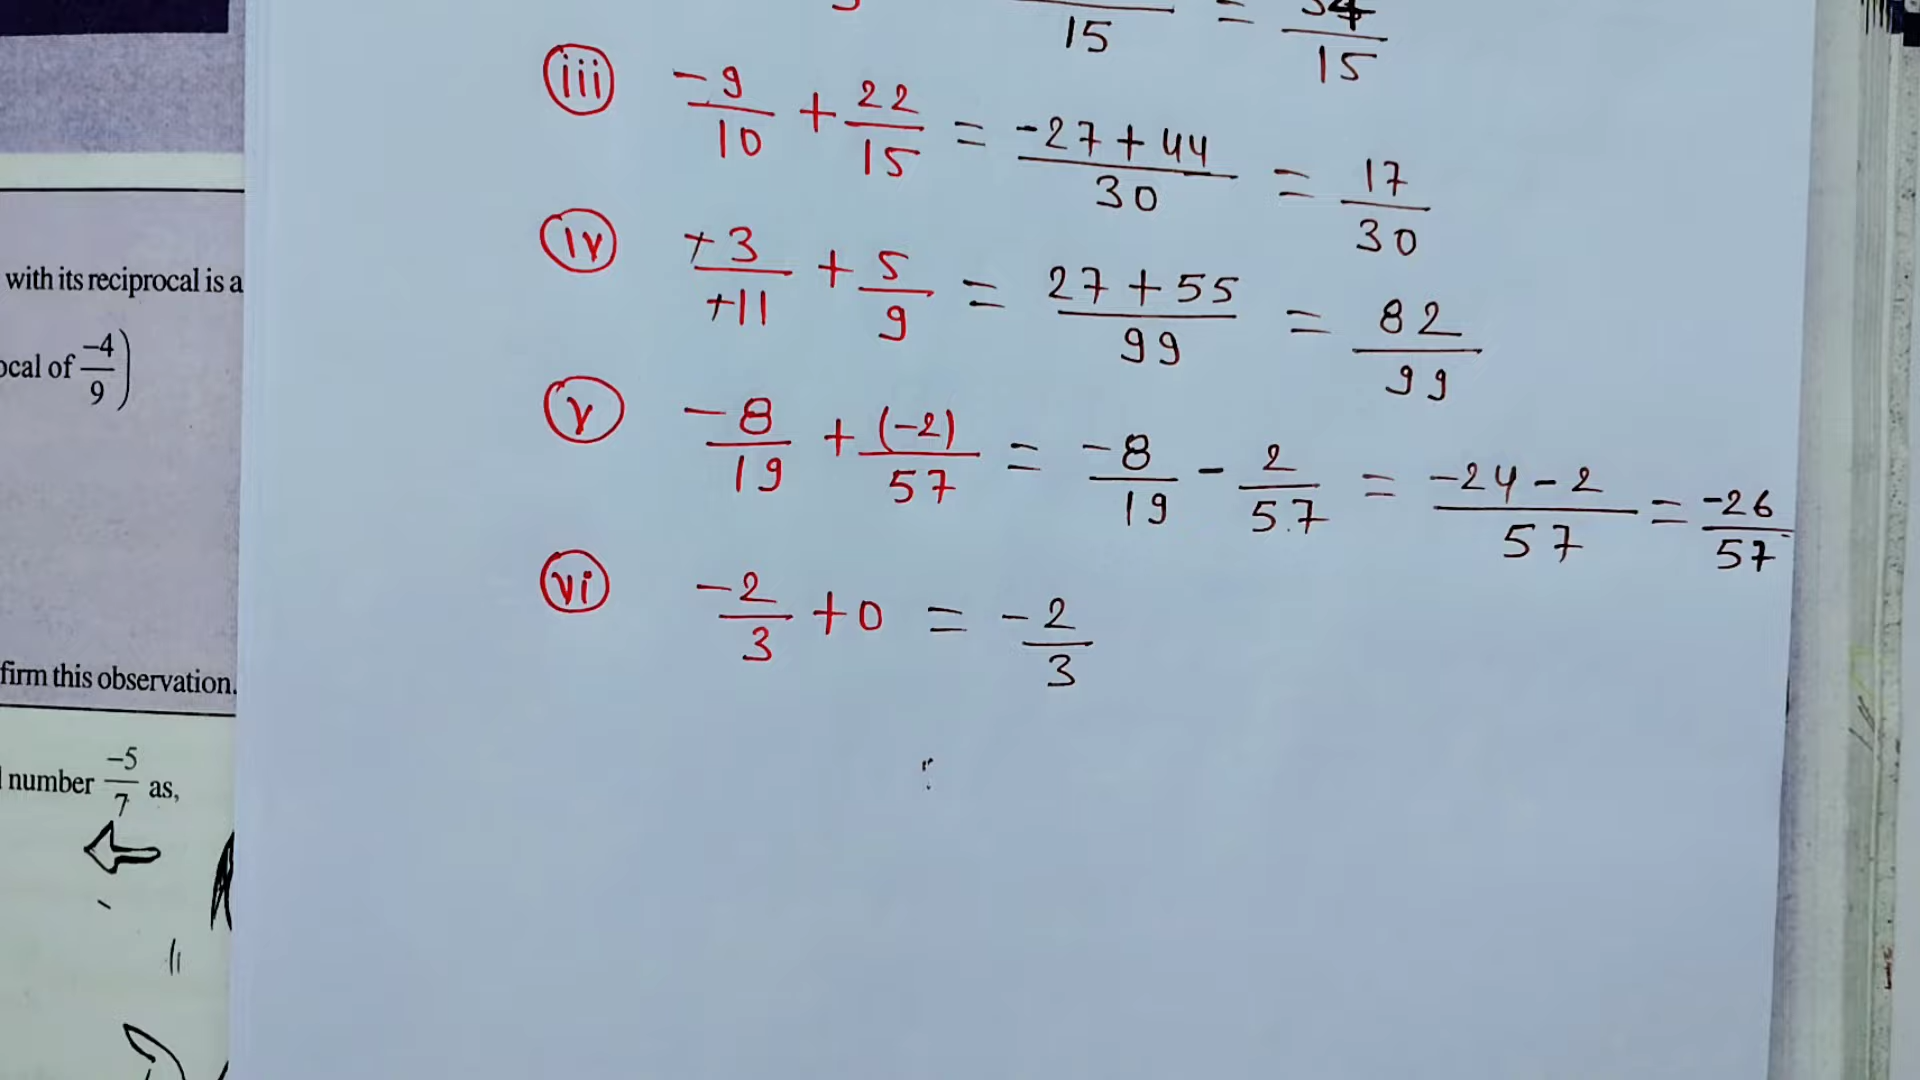 15 = 34/15
(iii) -9/10 + 22/15 = -27+44/30 = 17/30
(iv) +3/+11 + 5/9 = 27+55/99 = 82/99
(v) -8/19 + (-2)/57 = -8/19 - 2/57 = -24-2/57 = -26/57
(vi) -2/3 + 0 = -2/3
with its reciprocal is a
ocal of -4/9)
firm this observation.
number -5/7 as,